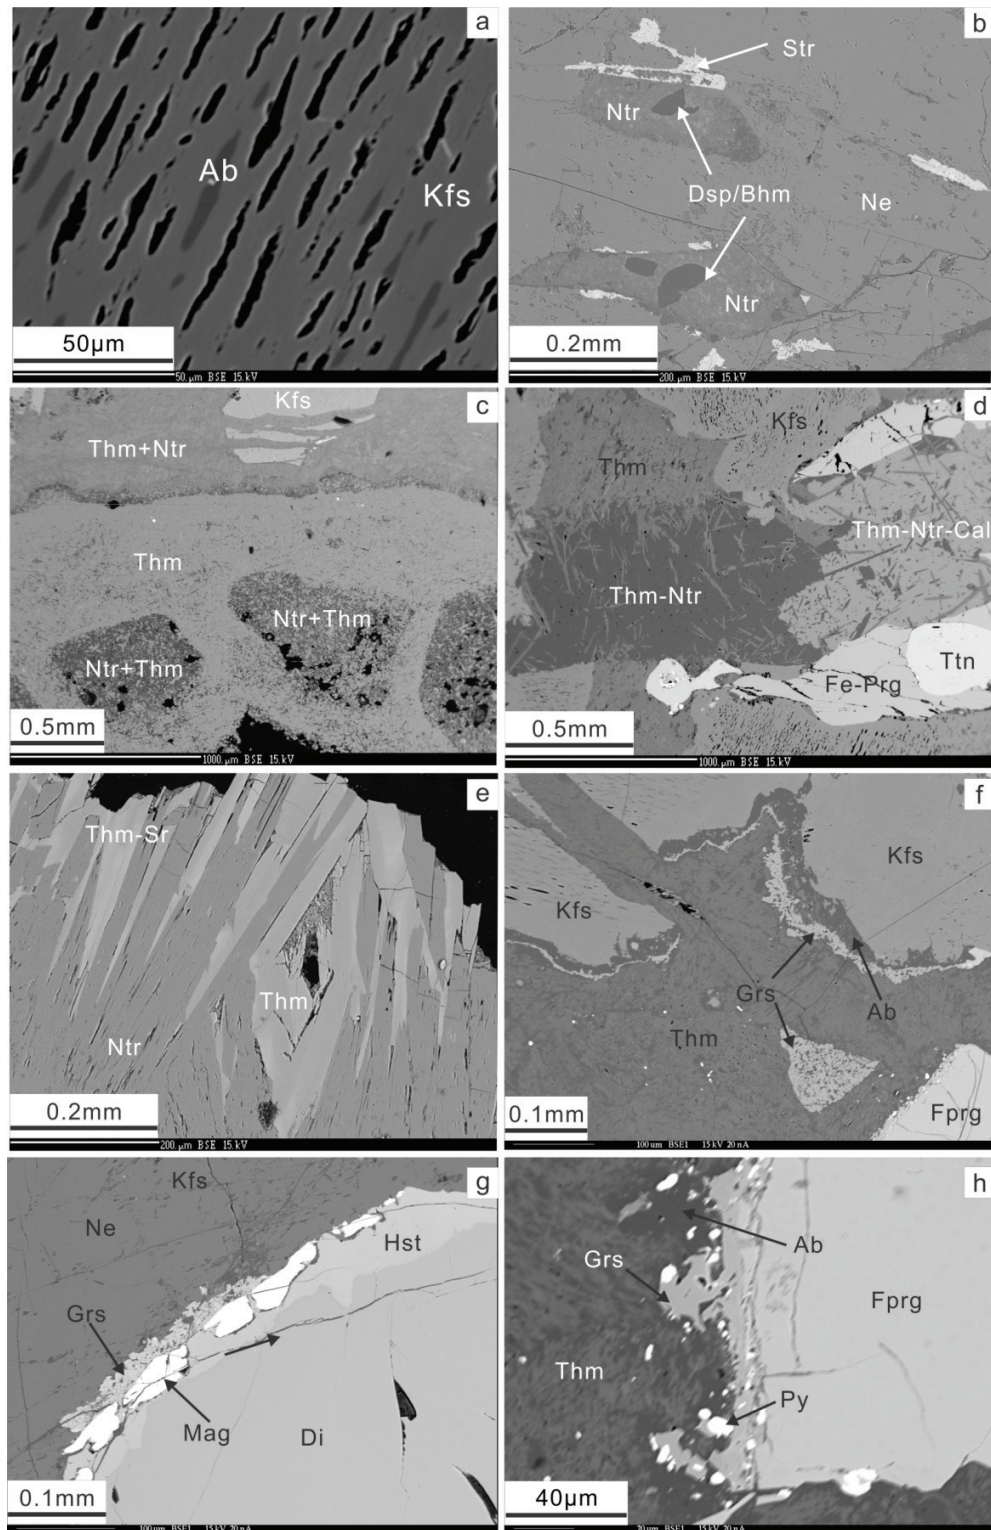 a
Ab
Kfs
50μm
50.μm BSE 15.kV
b
Str
Ntr
Dsp/Bhm
Ne
Ntr
0.2mm
200.μm BSE 15.kV
c
Kfs
Thm+Ntr
Thm
Ntr+Thm
Ntr+Thm
0.5mm
1000.μm BSE 15.kV
d
Kfs
Thm
Thm-Ntr-Cal
Thm-Ntr
Ttn
Fe-Prg
0.5mm
1000.μm BSE 15.kV
e
Thm-Sr
Thm
Ntr
0.2mm
200.μm BSE 15.kV
f
Kfs
Kfs
Grs
Ab
Thm
Fprg
0.1mm
100 um BSE1 15 kV 20 nA
g
Kfs
Ne
Hst
Grs
Mag
Di
0.1mm
100 um BSE1 15kV 20 nA
h
Ab
Grs
Fprg
Thm
Py
40μm
20 μm BSE1 15 kV 20 nA